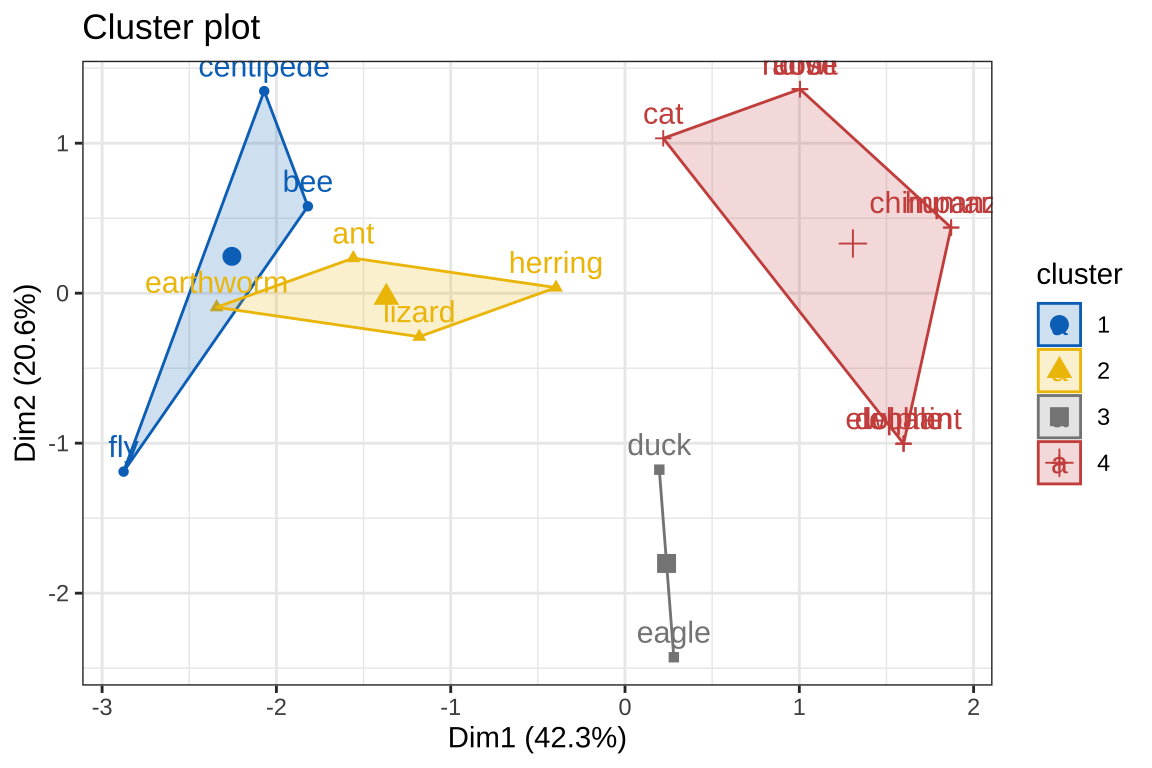 Cluster plot
centipede
cat
bee
ant
herring
earthworm
lizard
fly
duck
eagle
1
0
-1
-2
-3
-2
-1
0
1
2
Dim1 (42.3%)
Dim2 (20.6%)
cluster
1
2
3
4